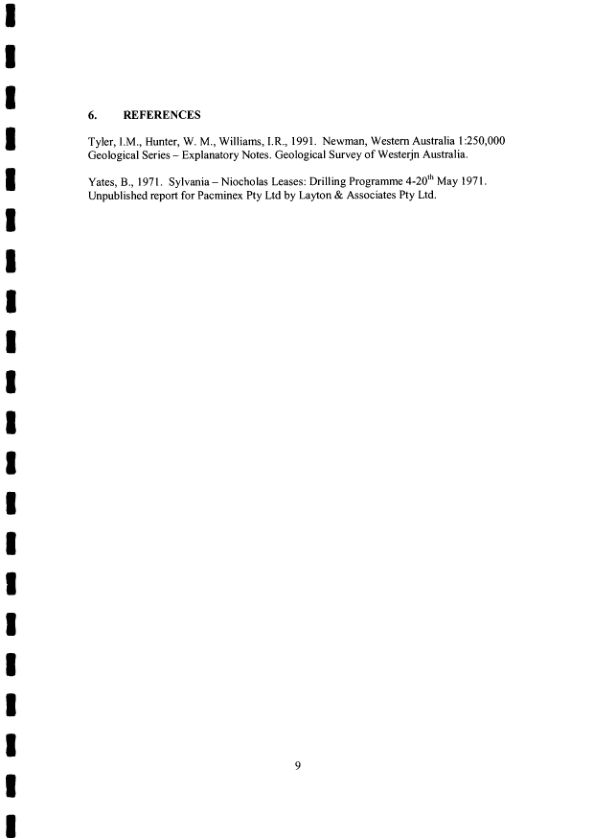 6. REFERENCES
Tyler, I.M., Hunter, W. M., Williams, I.R., 1991. Newman, Western Australia 1:250,000
Geological Series – Explanatory Notes. Geological Survey of Westerjn Australia.
Yates, B., 1971. Sylvania – Niocholas Leases: Drilling Programme 4-20th May 1971.
Unpublished report for Pacminex Pty Ltd by Layton & Associates Pty Ltd.
9